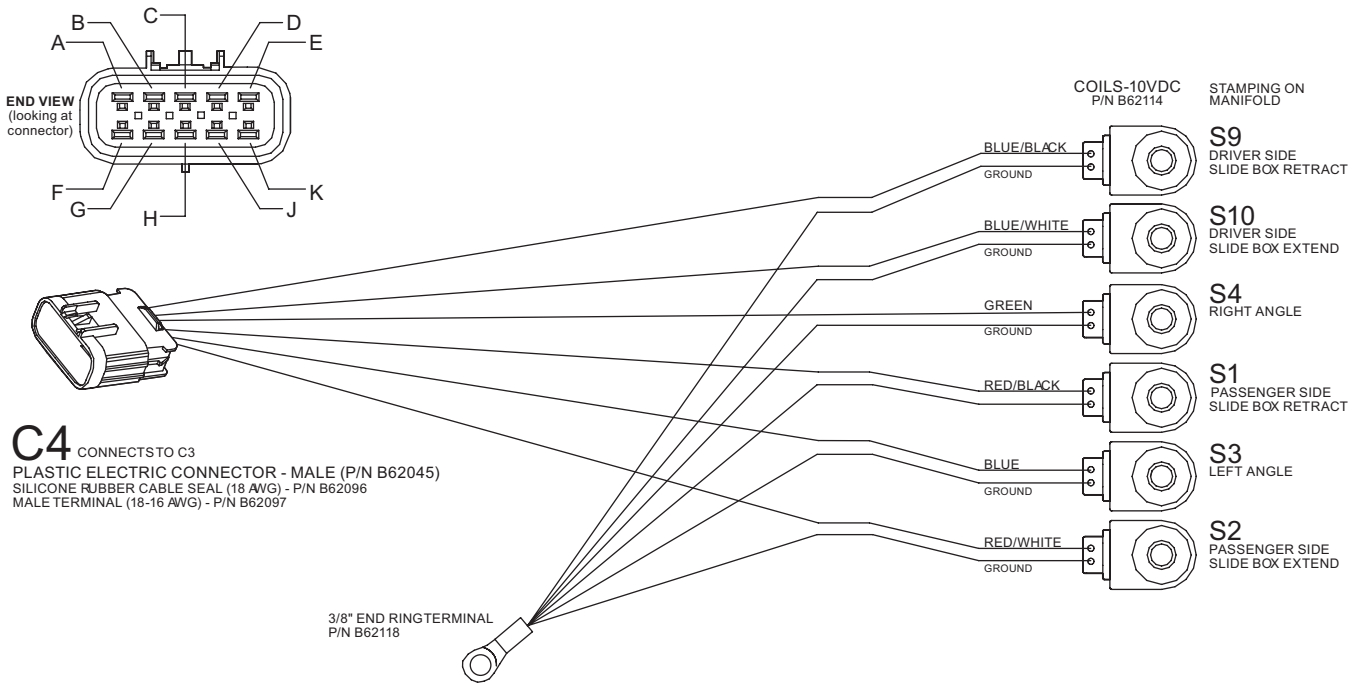 B
C
D
A
E
END VIEW
(looking at
connector)
F
G
H
J
K
COILS-10VDC
P/N B62114
STAMPING ON
MANIFOLD
BLUE/BLACK
GROUND
S9
DRIVER SIDE
SLIDE BOX RETRACT
BLUE/WHITE
GROUND
S10
DRIVER SIDE
SLIDE BOX EXTEND
GREEN
GROUND
S4
RIGHT ANGLE
RED/BLACK
S1
PASSENGER SIDE
SLIDE BOX RETRACT
BLUE
GROUND
S3
LEFT ANGLE
RED/WHITE
GROUND
S2
PASSENGER SIDE
SLIDE BOX EXTEND
C4 CONNECTS TO C3
PLASTIC ELECTRIC CONNECTOR - MALE (P/N B62045)
SILICONE RUBBER CABLE SEAL (18 AWG) - P/N B62096
MALE TERMINAL (18-16 AWG) - P/N B62097
3/8" END RING TERMINAL
P/N B62118